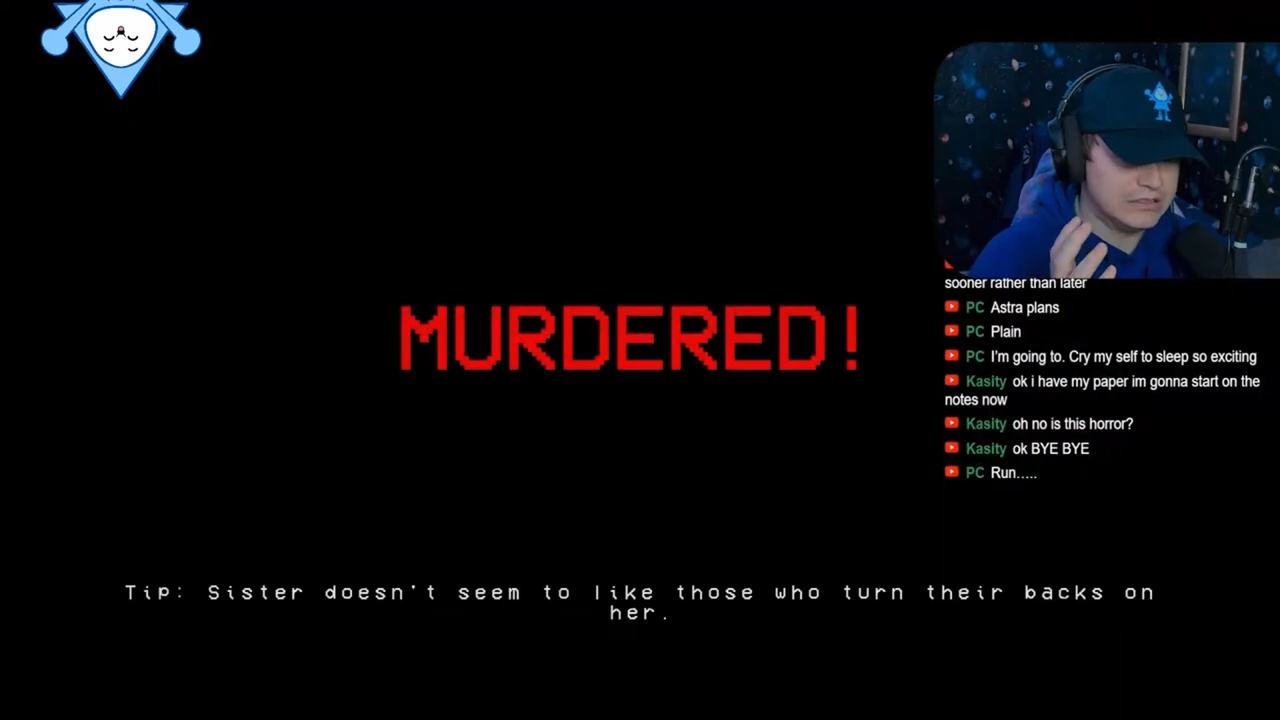 MURDERED!
sooner rather than later
PC Astra plans
PC Plain
PC I'm going to. Cry my self to sleep so exciting
Kasity ok i have my paper im gonna start on the
notes now
Kasity oh no is this horror?
Kasity ok BYE BYE
PC Run.....
Tip: Sister doesn't seem to like those who turn their backs on
her.